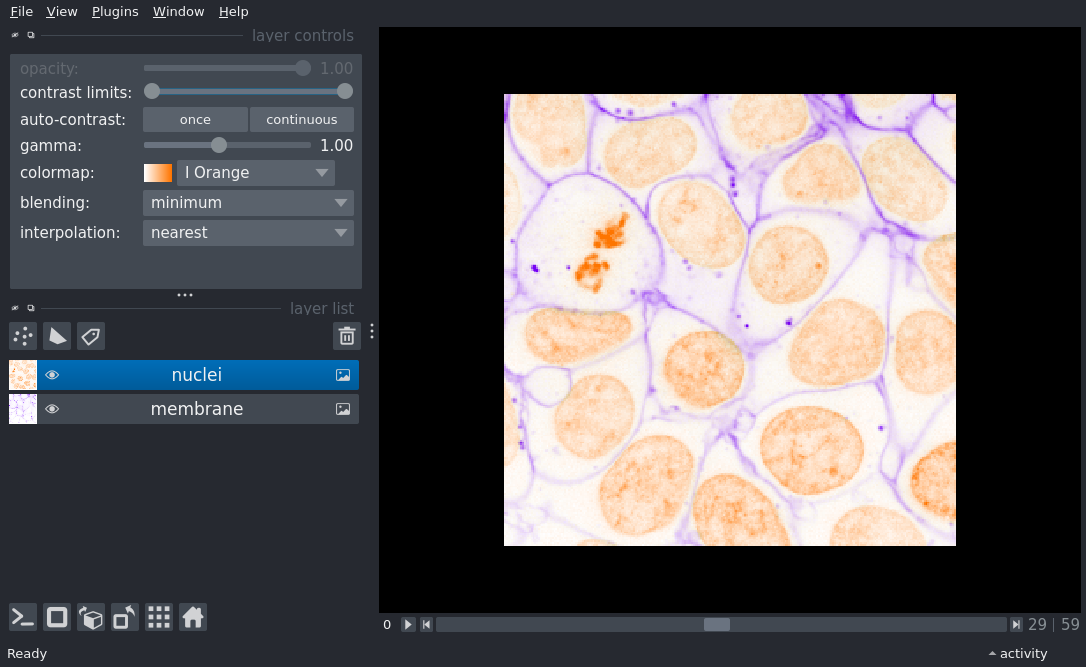 File View Plugins Window Help
layer controls
opacity: 1.00
contrast limits:
auto-contrast: once continuous
gamma: 1.00
colormap: I Orange
blending: minimum
interpolation: nearest
layer list
nuclei
membrane
0 29 | 59
Ready activity